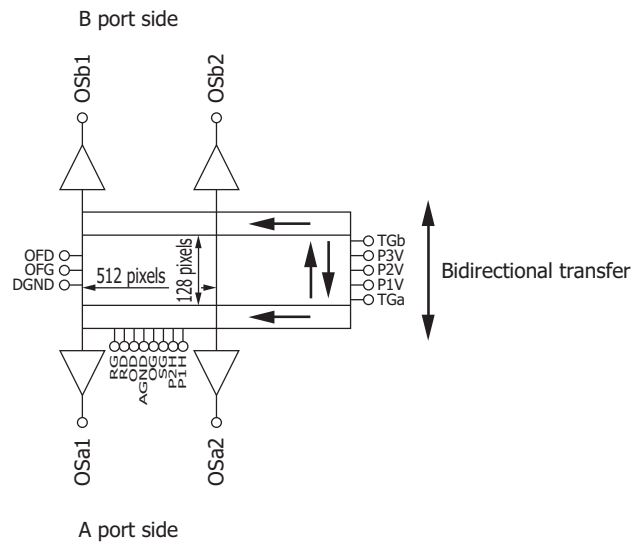 B port side
OSb1
OSb2
OFD
OFG
DGND
512 pixels
128 pixels
TGb
P3V
P2V
P1V
TGa
Bidirectional transfer
RG
RD
OD
AGND
OG
SG
P2H
P1H
OSa1
OSa2
A port side